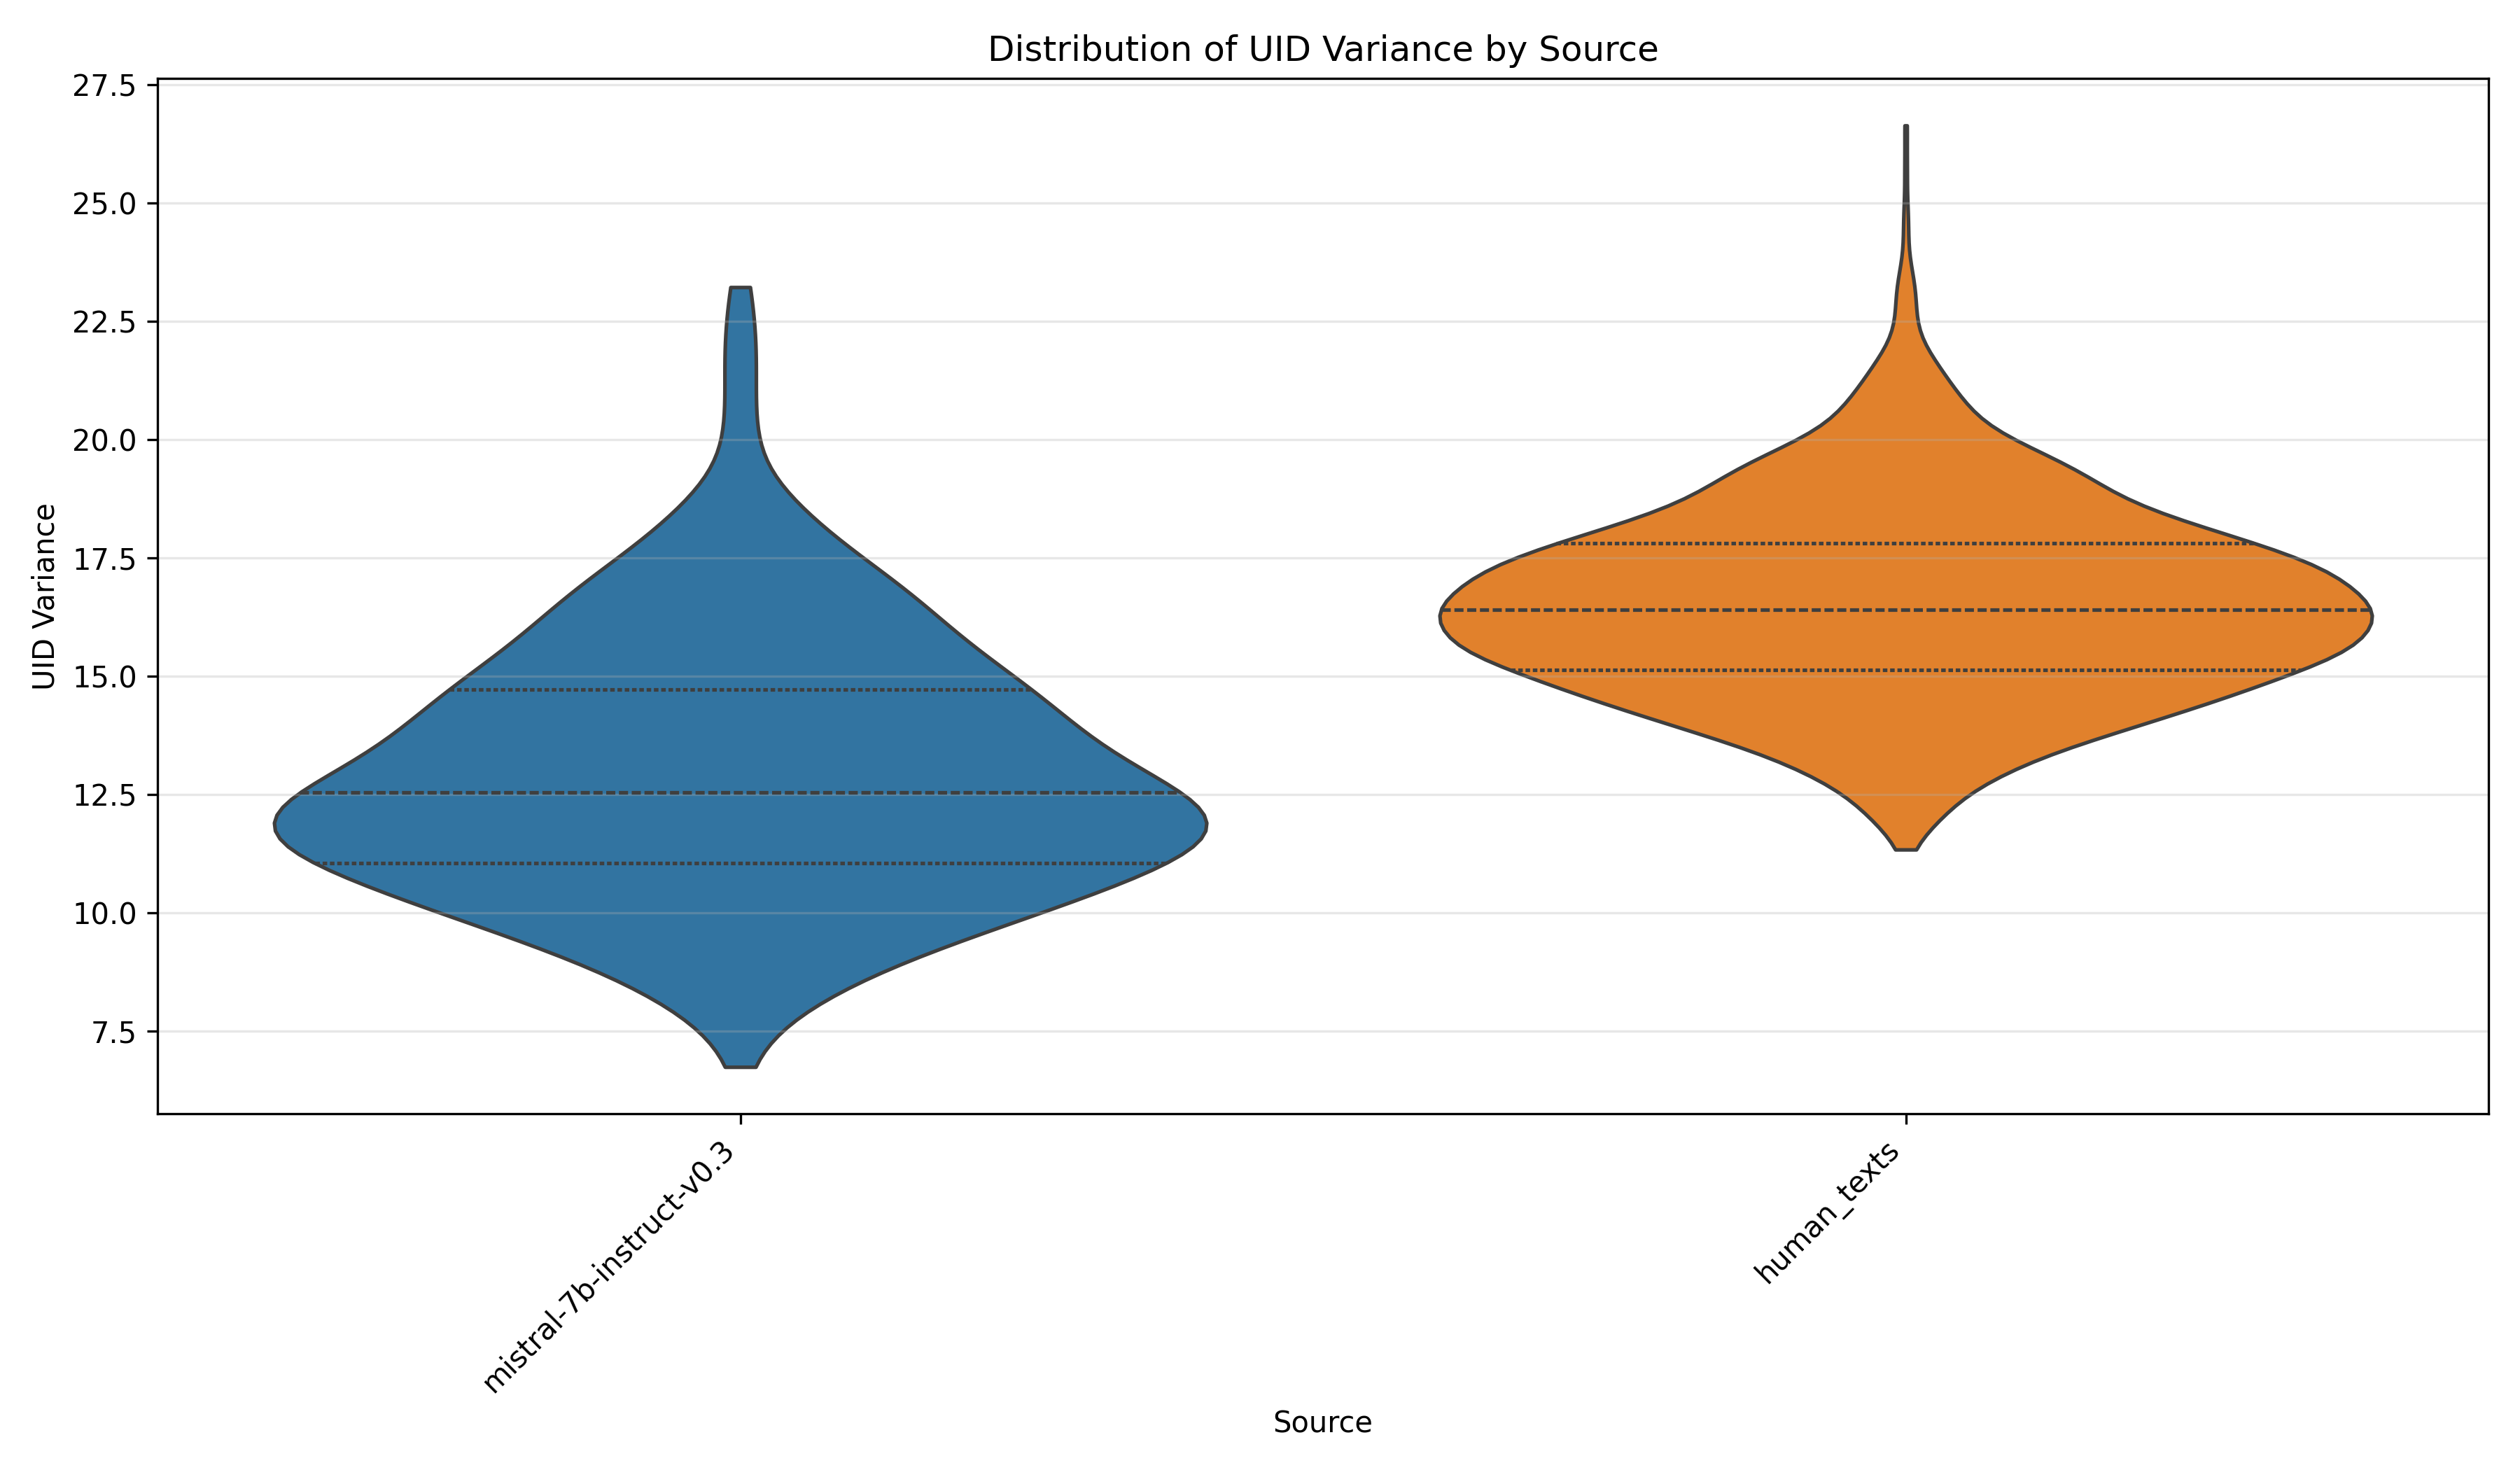 Distribution of UID Variance by Source
27.5
25.0
22.5
20.0
17.5
15.0
12.5
10.0
7.5
UID Variance
mistral-7b-instruct-v0.3
human_texts
Source